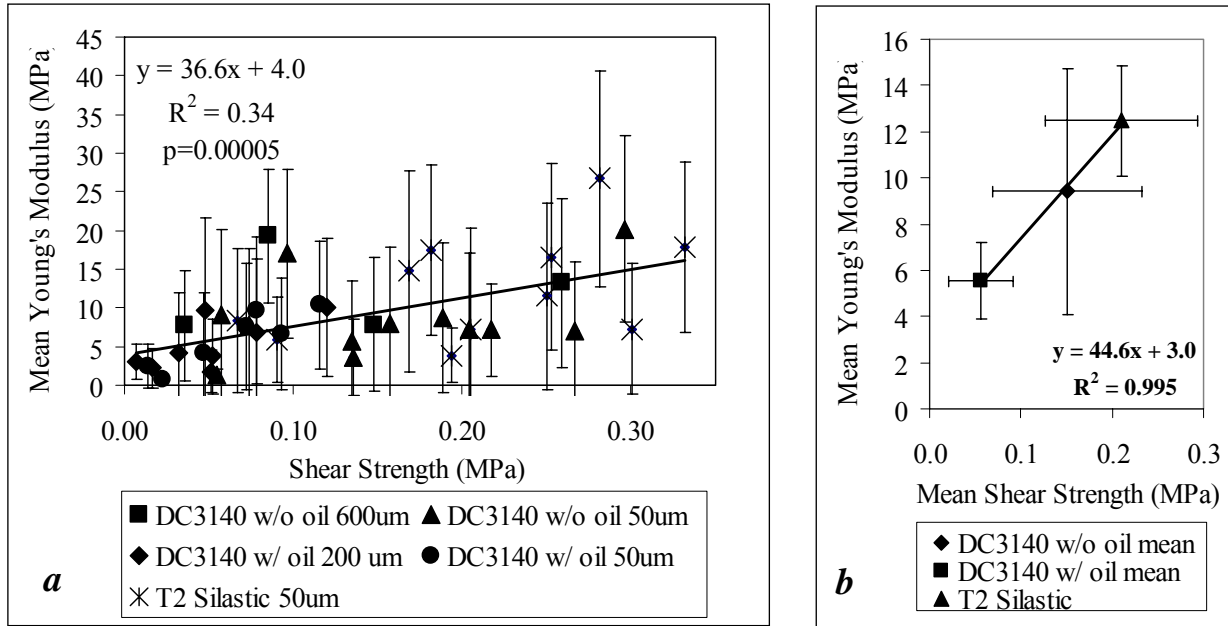 Mean Young's Modulus (MPa)
45
40
35
30
25
20
15
10
5
0
y = 36.6x + 4.0
R² = 0.34
p=0.00005
0.00 0.10 0.20 0.30
Shear Strength (MPa)
DC3140 w/o oil 600um DC3140 w/o oil 50um
DC3140 w/ oil 200 um DC3140 w/ oil 50um
T2 Silastic 50um
a
Mean Young's Modulus (MPa
16
14
12
10
8
6
4
2
0
y = 44.6x + 3.0
R² = 0.995
0.0 0.1 0.2 0.3
Mean Shear Strength (MPa)
DC3140 w/o oil mean
DC3140 w/ oil mean
T2 Silastic
b